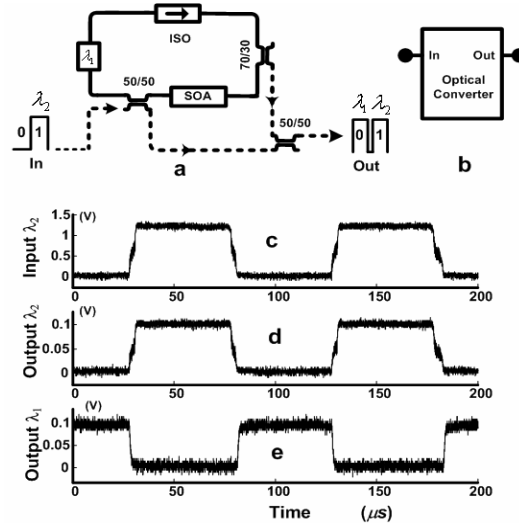 ISO
λ1
70/30
50/50
SOA
50/50
λ2
0 1
In
a
λ1 λ2
0 1
Out
In Out
Optical
Converter
b
Input λ2
(V)
1.5
1
0.5
0
c
0 50 100 150 200
Output λ2
(V)
0.1
0.05
0
d
0 50 100 150 200
Output λ1
(V)
0.1
0.05
0
e
0 50 100 150 200
Time (μs)